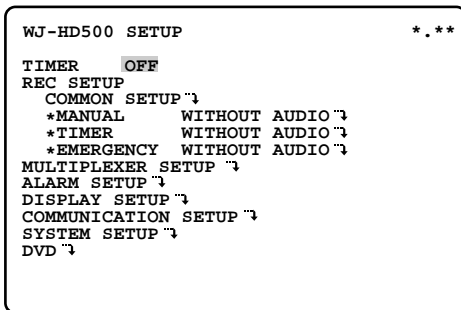 WJ-HD500 SETUP *.**
TIMER OFF
REC SETUP
COMMON SETUP
*MANUAL WITHOUT AUDIO
*TIMER WITHOUT AUDIO
*EMERGENCY WITHOUT AUDIO
MULTIPLEXER SETUP
ALARM SETUP
DISPLAY SETUP
COMMUNICATION SETUP
SYSTEM SETUP
DVD